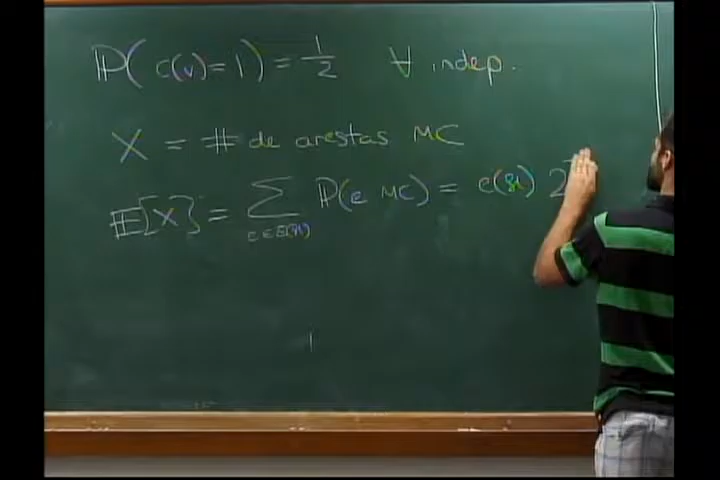 P(c(v)=1) = 1/2 ∀ indep.
X = # de arestas MC
E[X] = Σ_{e∈E(H)} P(e MC) = e(H) 2